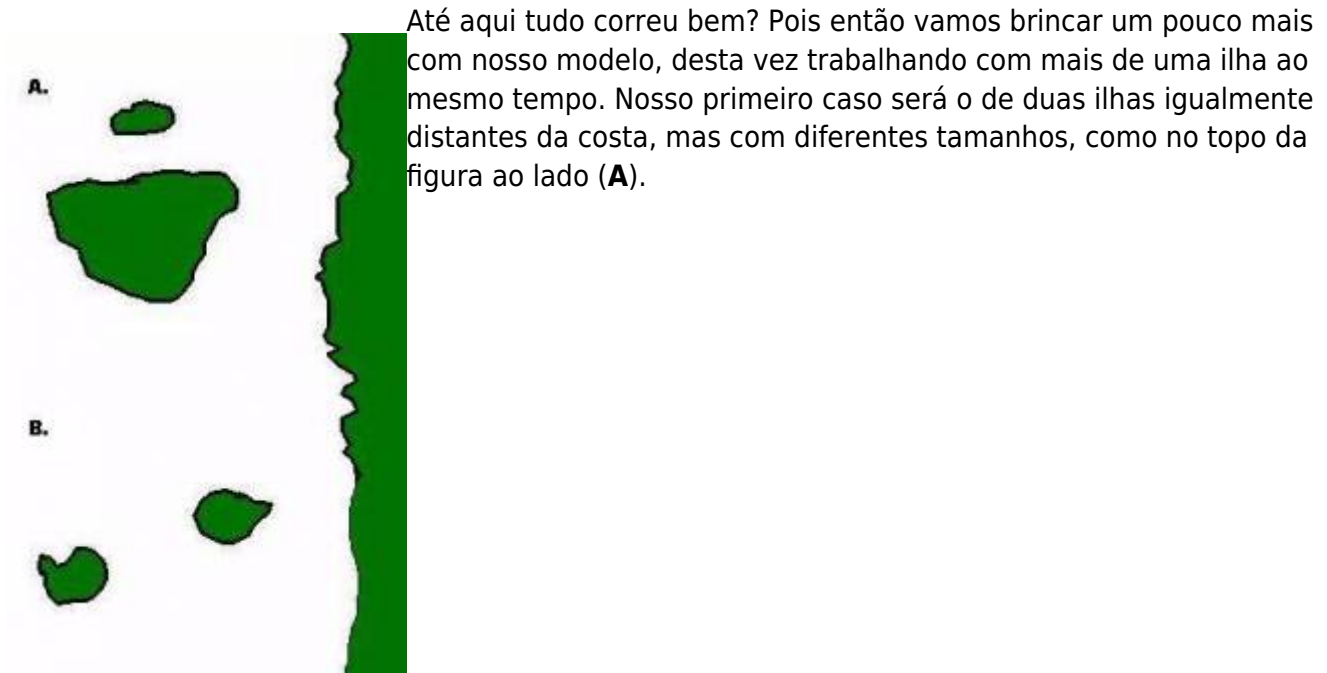 Até aqui tudo correu bem? Pois então vamos brincar um pouco mais
com nosso modelo, desta vez trabalhando com mais de uma ilha ao
mesmo tempo. Nosso primeiro caso será o de duas ilhas igualmente
distantes da costa, mas com diferentes tamanhos, como no topo da
figura ao lado (A).
A.
B.